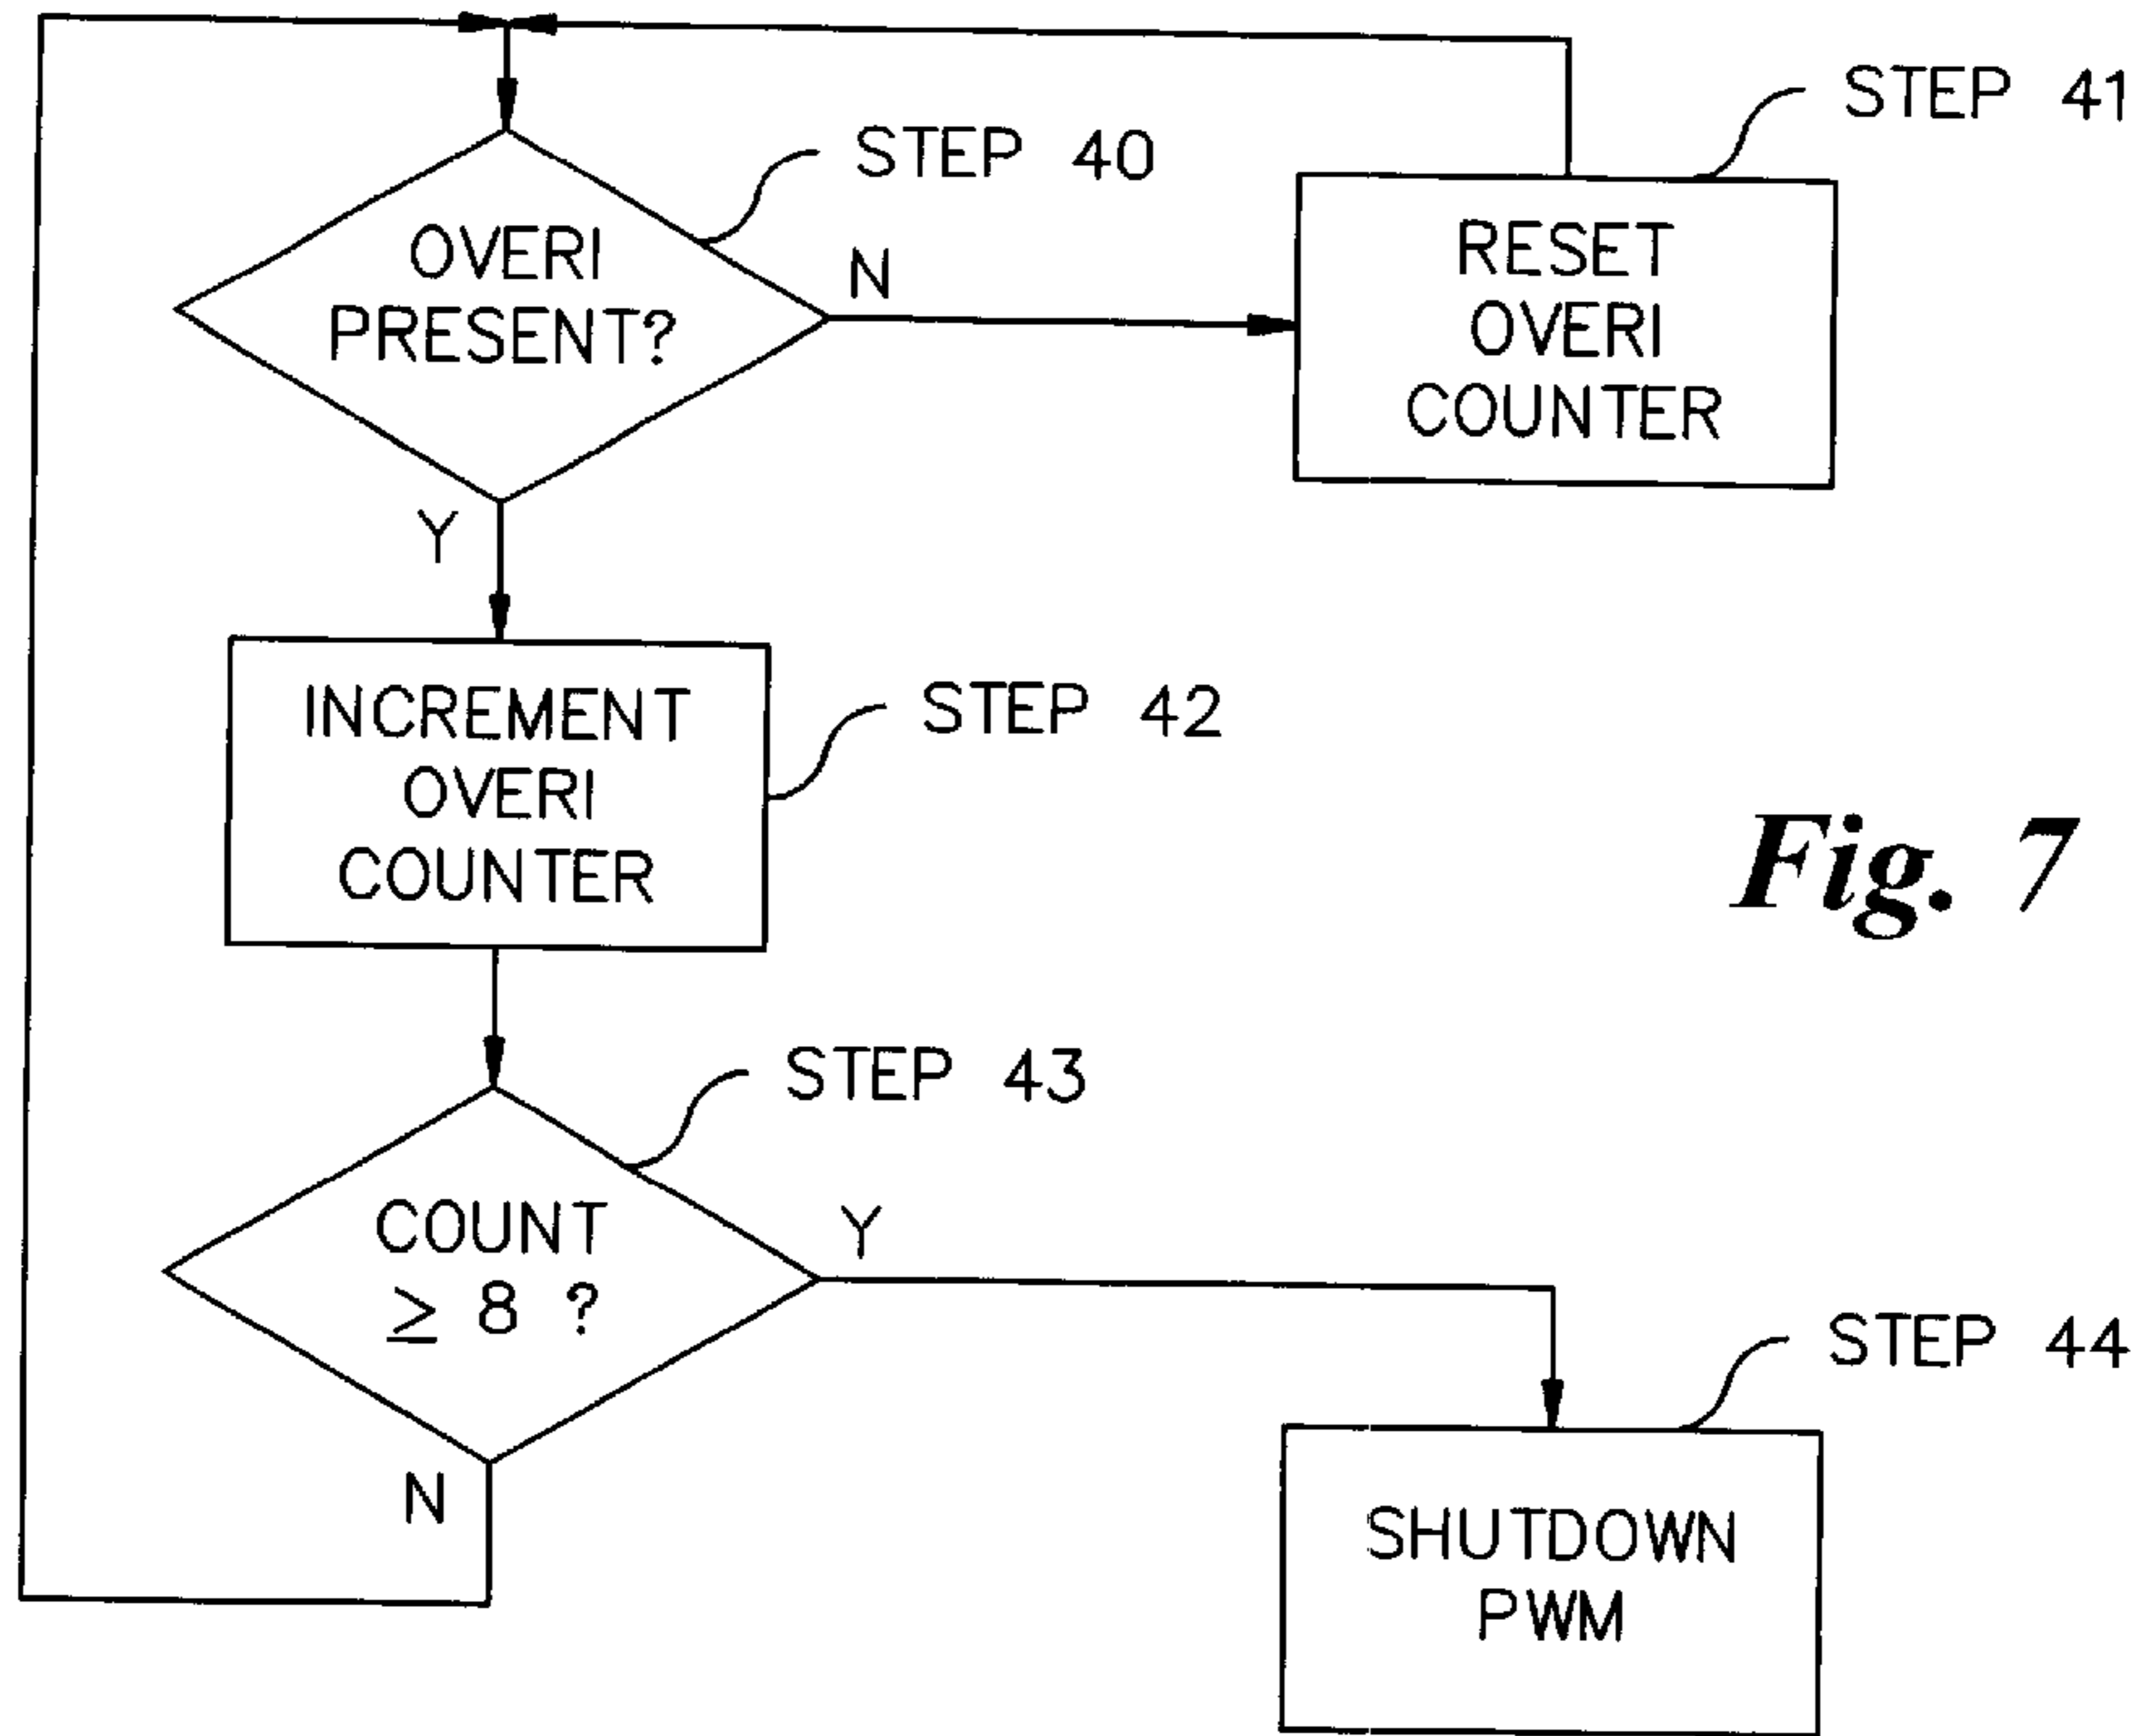 STEP 41
STEP 40
OVERI
PRESENT?
N
RESET
OVERI
COUNTER
Y
INCREMENT
OVERI
COUNTER
STEP 42
Fig. 7
STEP 43
COUNT
≥ 8 ?
Y
N
STEP 44
SHUTDOWN
PWM